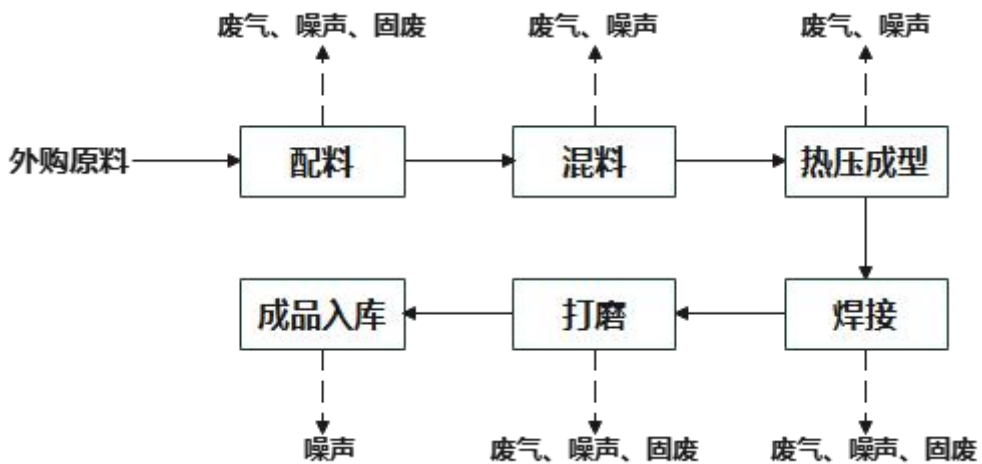 废气、噪声、固废
废气、噪声
废气、噪声
外购原料
配料
混料
热压成型
成品入库
打磨
焊接
噪声
废气、噪声、固废
废气、噪声、固废